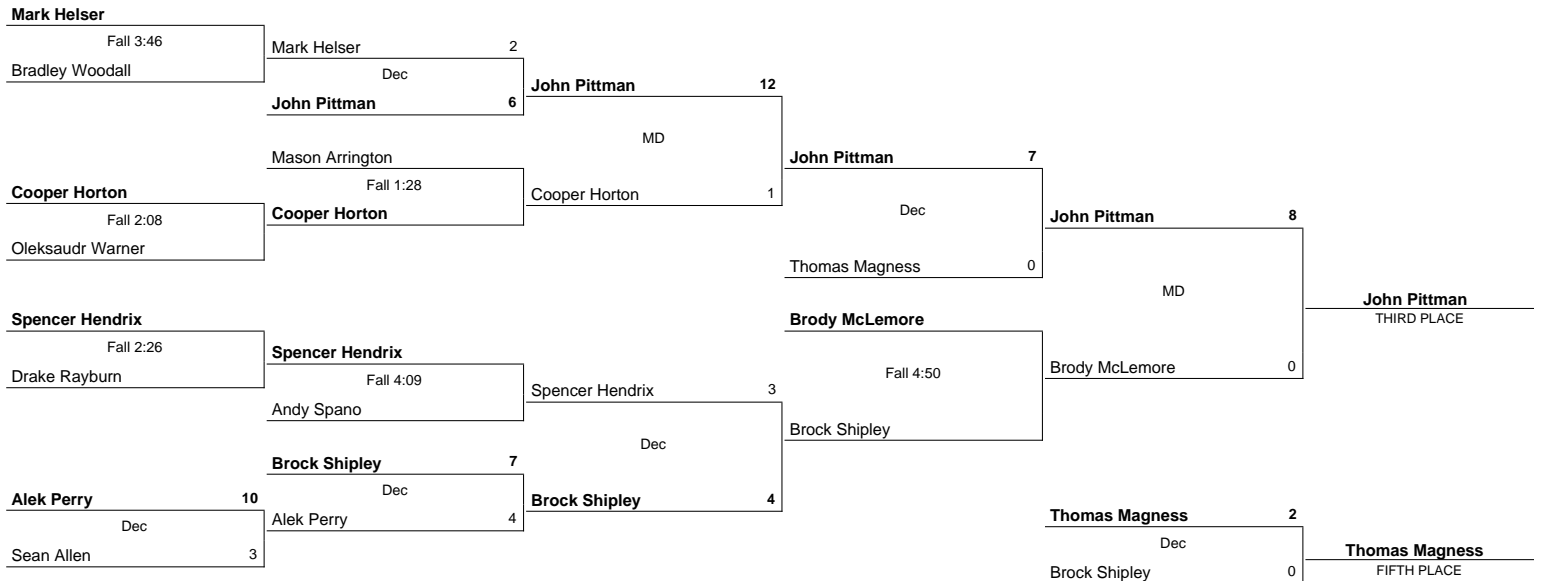 Mark Helser
Fall 3:46
Bradley Woodall
Cooper Horton
Fall 2:08
Oleksaudr Warner
Spencer Hendrix
Fall 2:26
Drake Rayburn
Alek Perry 10
Dec
Sean Allen 3
Mark Helser 2
Dec
John Pittman 6
Mason Arrington
Fall 1:28
Cooper Horton
Spencer Hendrix
Fall 4:09
Andy Spano
Brock Shipley 7
Dec
Alek Perry 4
John Pittman 12
MD
Cooper Horton 1
Spencer Hendrix 3
Dec
Brock Shipley 4
John Pittman 7
Dec
Thomas Magness 0
Brody McLemore
Fall 4:50
Brock Shipley
John Pittman 8
MD
Brody McLemore 0
John Pittman
THIRD PLACE
Thomas Magness 2
Dec
Brock Shipley 0
Thomas Magness
FIFTH PLACE